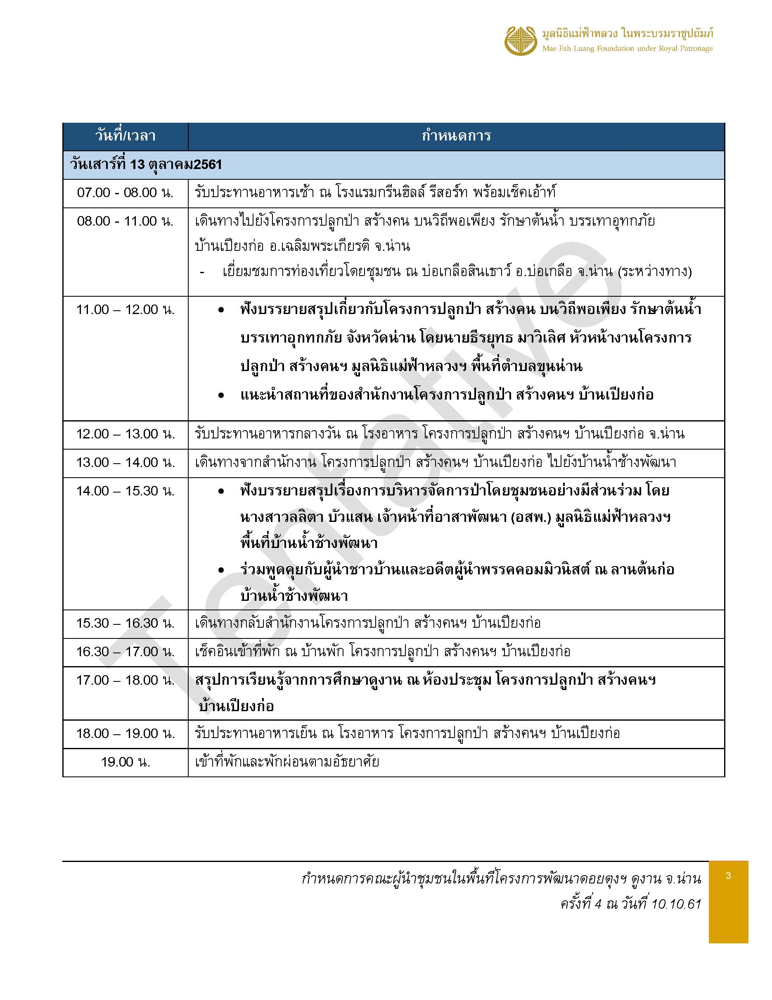 มูลนิธิแม่ฟ้าหลวง ในพระบรมราชูปถัมภ์
Mae Fah Luang Foundation under Royal Patronage
วันที่/เวลา กำหนดการ
วันเสาร์ที่ 13 ตุลาคม2561
07.00 - 08.00 น. รับประทานอาหารเช้า ณ โรงแรมกรีนฮิลล์ รีสอร์ท พร้อมเช็คเอ้าท์
08.00 - 11.00 น. เดินทางไปยังโครงการปลูกป่า สร้างคน บนวิถีพอเพียง รักษาต้นน้ำ บรรเทาอุทกภัย
บ้านเปียงก่อ อ.เฉลิมพระเกียรติ จ.น่าน
- เยี่ยมชมการท่องเที่ยวโดยชุมชน ณ บ่อเกลือสินเธาว์ อ.บ่อเกลือ จ.น่าน (ระหว่างทาง)
11.00 – 12.00 น. • ฟังบรรยายสรุปเกี่ยวกับโครงการปลูกป่า สร้างคน บนวิถีพอเพียง รักษาต้นน้ำ
บรรเทาอุกทกภัย จังหวัดน่าน โดยนายธีรยุทธ มาวิเลิศ หัวหน้างานโครงการ
ปลูกป่า สร้างคนฯ มูลนิธิแม่ฟ้าหลวงฯ พื้นที่ตำบลขุนน่าน
• แนะนำสถานที่ของสำนักงานโครงการปลูกป่า สร้างคนฯ บ้านเปียงก่อ
12.00 – 13.00 น. รับประทานอาหารกลางวัน ณ โรงอาหาร โครงการปลูกป่า สร้างคนฯ บ้านเปียงก่อ จ.น่าน
13.00 – 14.00 น. เดินทางจากสำนักงาน โครงการปลูกป่า สร้างคนฯ บ้านเปียงก่อ ไปยังบ้านน้ำช้างพัฒนา
14.00 – 15.30 น. • ฟังบรรยายสรุปเรื่องการบริหารจัดการป่าโดยชุมชนอย่างมีส่วนร่วม โดย
นางสาวลลิตา บัวแสน เจ้าหน้าที่อาสาพัฒนา (อสพ.) มูลนิธิแม่ฟ้าหลวงฯ
พื้นที่บ้านน้ำช้างพัฒนา
• ร่วมพูดคุยกับผู้นำชาวบ้านและอดีตผู้นำพรรคคอมมิวนิสต์ ณ ลานต้นก่อ
บ้านน้ำช้างพัฒนา
15.30 – 16.30 น. เดินทางกลับสำนักงานโครงการปลูกป่า สร้างคนฯ บ้านเปียงก่อ
16.30 – 17.00 น. เช็คอินเข้าที่พัก ณ บ้านพัก โครงการปลูกป่า สร้างคนฯ บ้านเปียงก่อ
17.00 – 18.00 น. สรุปการเรียนรู้จากการศึกษาดูงาน ณ ห้องประชุม โครงการปลูกป่า สร้างคนฯ
บ้านเปียงก่อ
18.00 – 19.00 น. รับประทานอาหารเย็น ณ โรงอาหาร โครงการปลูกป่า สร้างคนฯ บ้านเปียงก่อ
19.00 น. เข้าที่พักและพักผ่อนตามอัธยาศัย
Tentative
กำหนดการคณะผู้นำชุมชนในพื้นที่โครงการพัฒนาดอยตุงฯ ดูงาน จ.น่าน 3
ครั้งที่ 4 ณ วันที่ 10.10.61